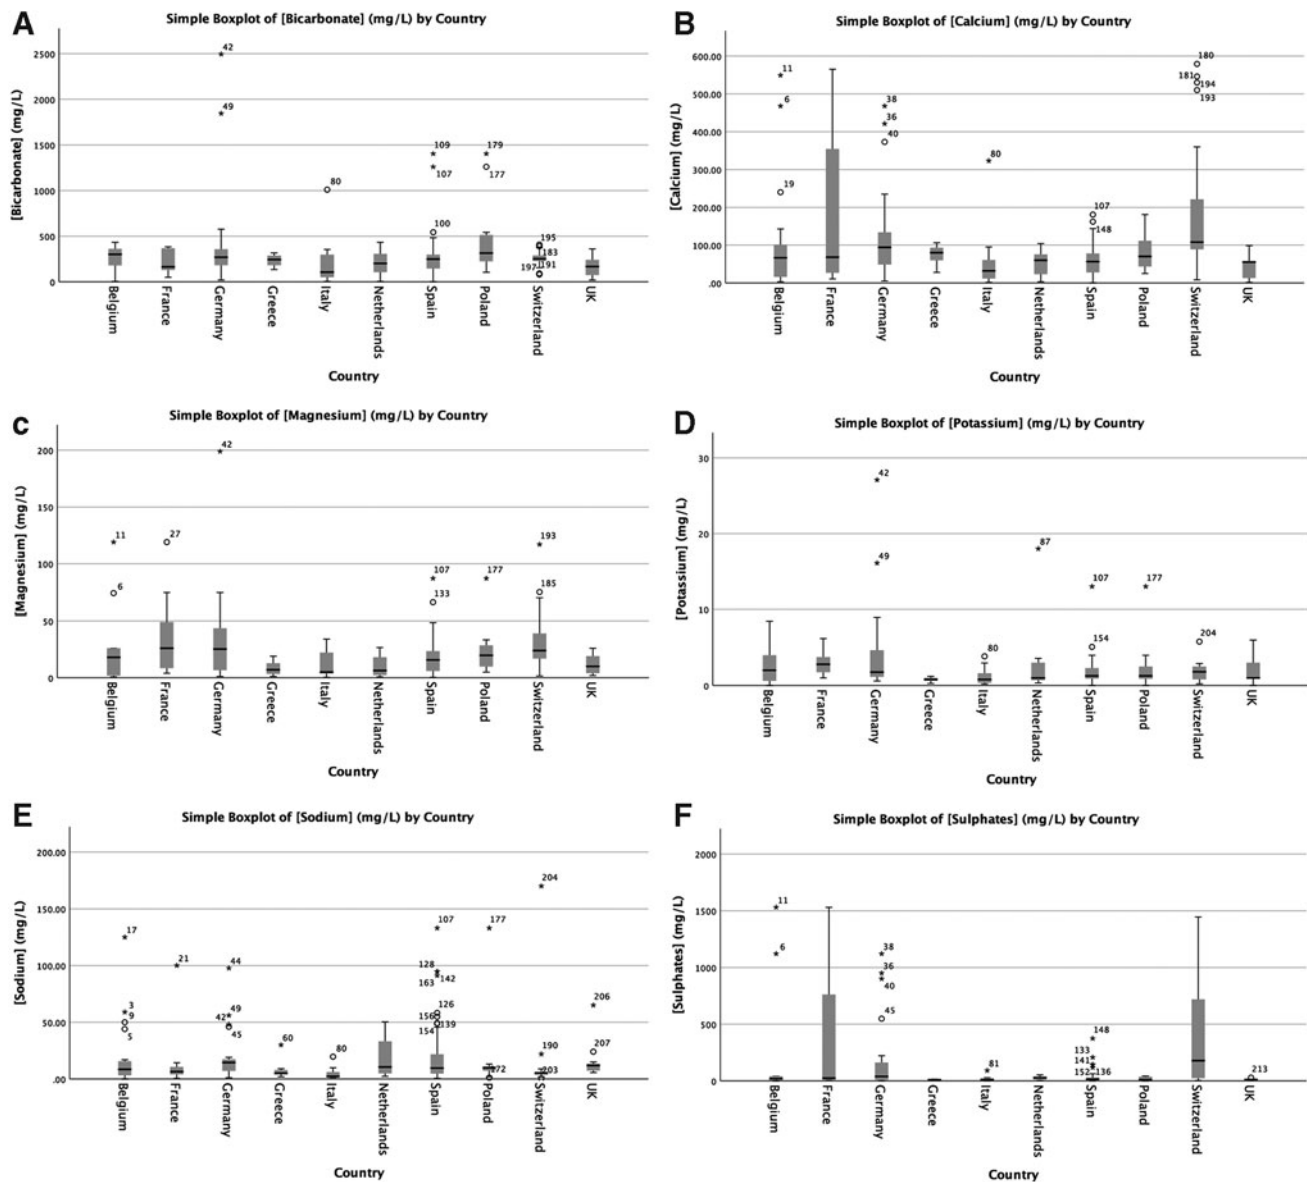 A
Simple Boxplot of [Bicarbonate] (mg/L) by Country
[Bicarbonate] (mg/L)
2500
2000
1500
1000
500
0
42
49
80
109
107
100
179
177
195
183
197
191
Belgium
France
Germany
Greece
Italy
Netherlands
Spain
Poland
Switzerland
UK
Country
B
Simple Boxplot of [Calcium] (mg/L) by Country
[Calcium] (mg/L)
600.00
500.00
400.00
300.00
200.00
100.00
.00
11
6
19
38
36
40
80
107
148
180
181
194
193
Belgium
France
Germany
Greece
Italy
Netherlands
Spain
Poland
Switzerland
UK
Country
C
Simple Boxplot of [Magnesium] (mg/L) by Country
[Magnesium] (mg/L)
200
150
100
50
0
11
6
27
42
107
133
177
193
185
Belgium
France
Germany
Greece
Italy
Netherlands
Spain
Poland
Switzerland
UK
Country
D
Simple Boxplot of [Potassium] (mg/L) by Country
[Potassium] (mg/L)
30
20
10
0
42
49
80
87
107
154
177
204
Belgium
France
Germany
Greece
Italy
Netherlands
Spain
Poland
Switzerland
UK
Country
E
Simple Boxplot of [Sodium] (mg/L) by Country
[Sodium] (mg/L)
200.00
150.00
100.00
50.00
.00
17
3
9
5
21
44
49
42
45
60
80
107
128
142
163
126
156
139
154
177
172
204
190
203
206
207
Belgium
France
Germany
Greece
Italy
Netherlands
Spain
Poland
Switzerland
UK
Country
F
Simple Boxplot of [Sulphates] (mg/L) by Country
[Sulphates] (mg/L)
2000
1500
1000
500
0
11
6
38
36
40
45
81
148
133
141
152
136
213
Belgium
France
Germany
Greece
Italy
Netherlands
Spain
Poland
Switzerland
UK
Country